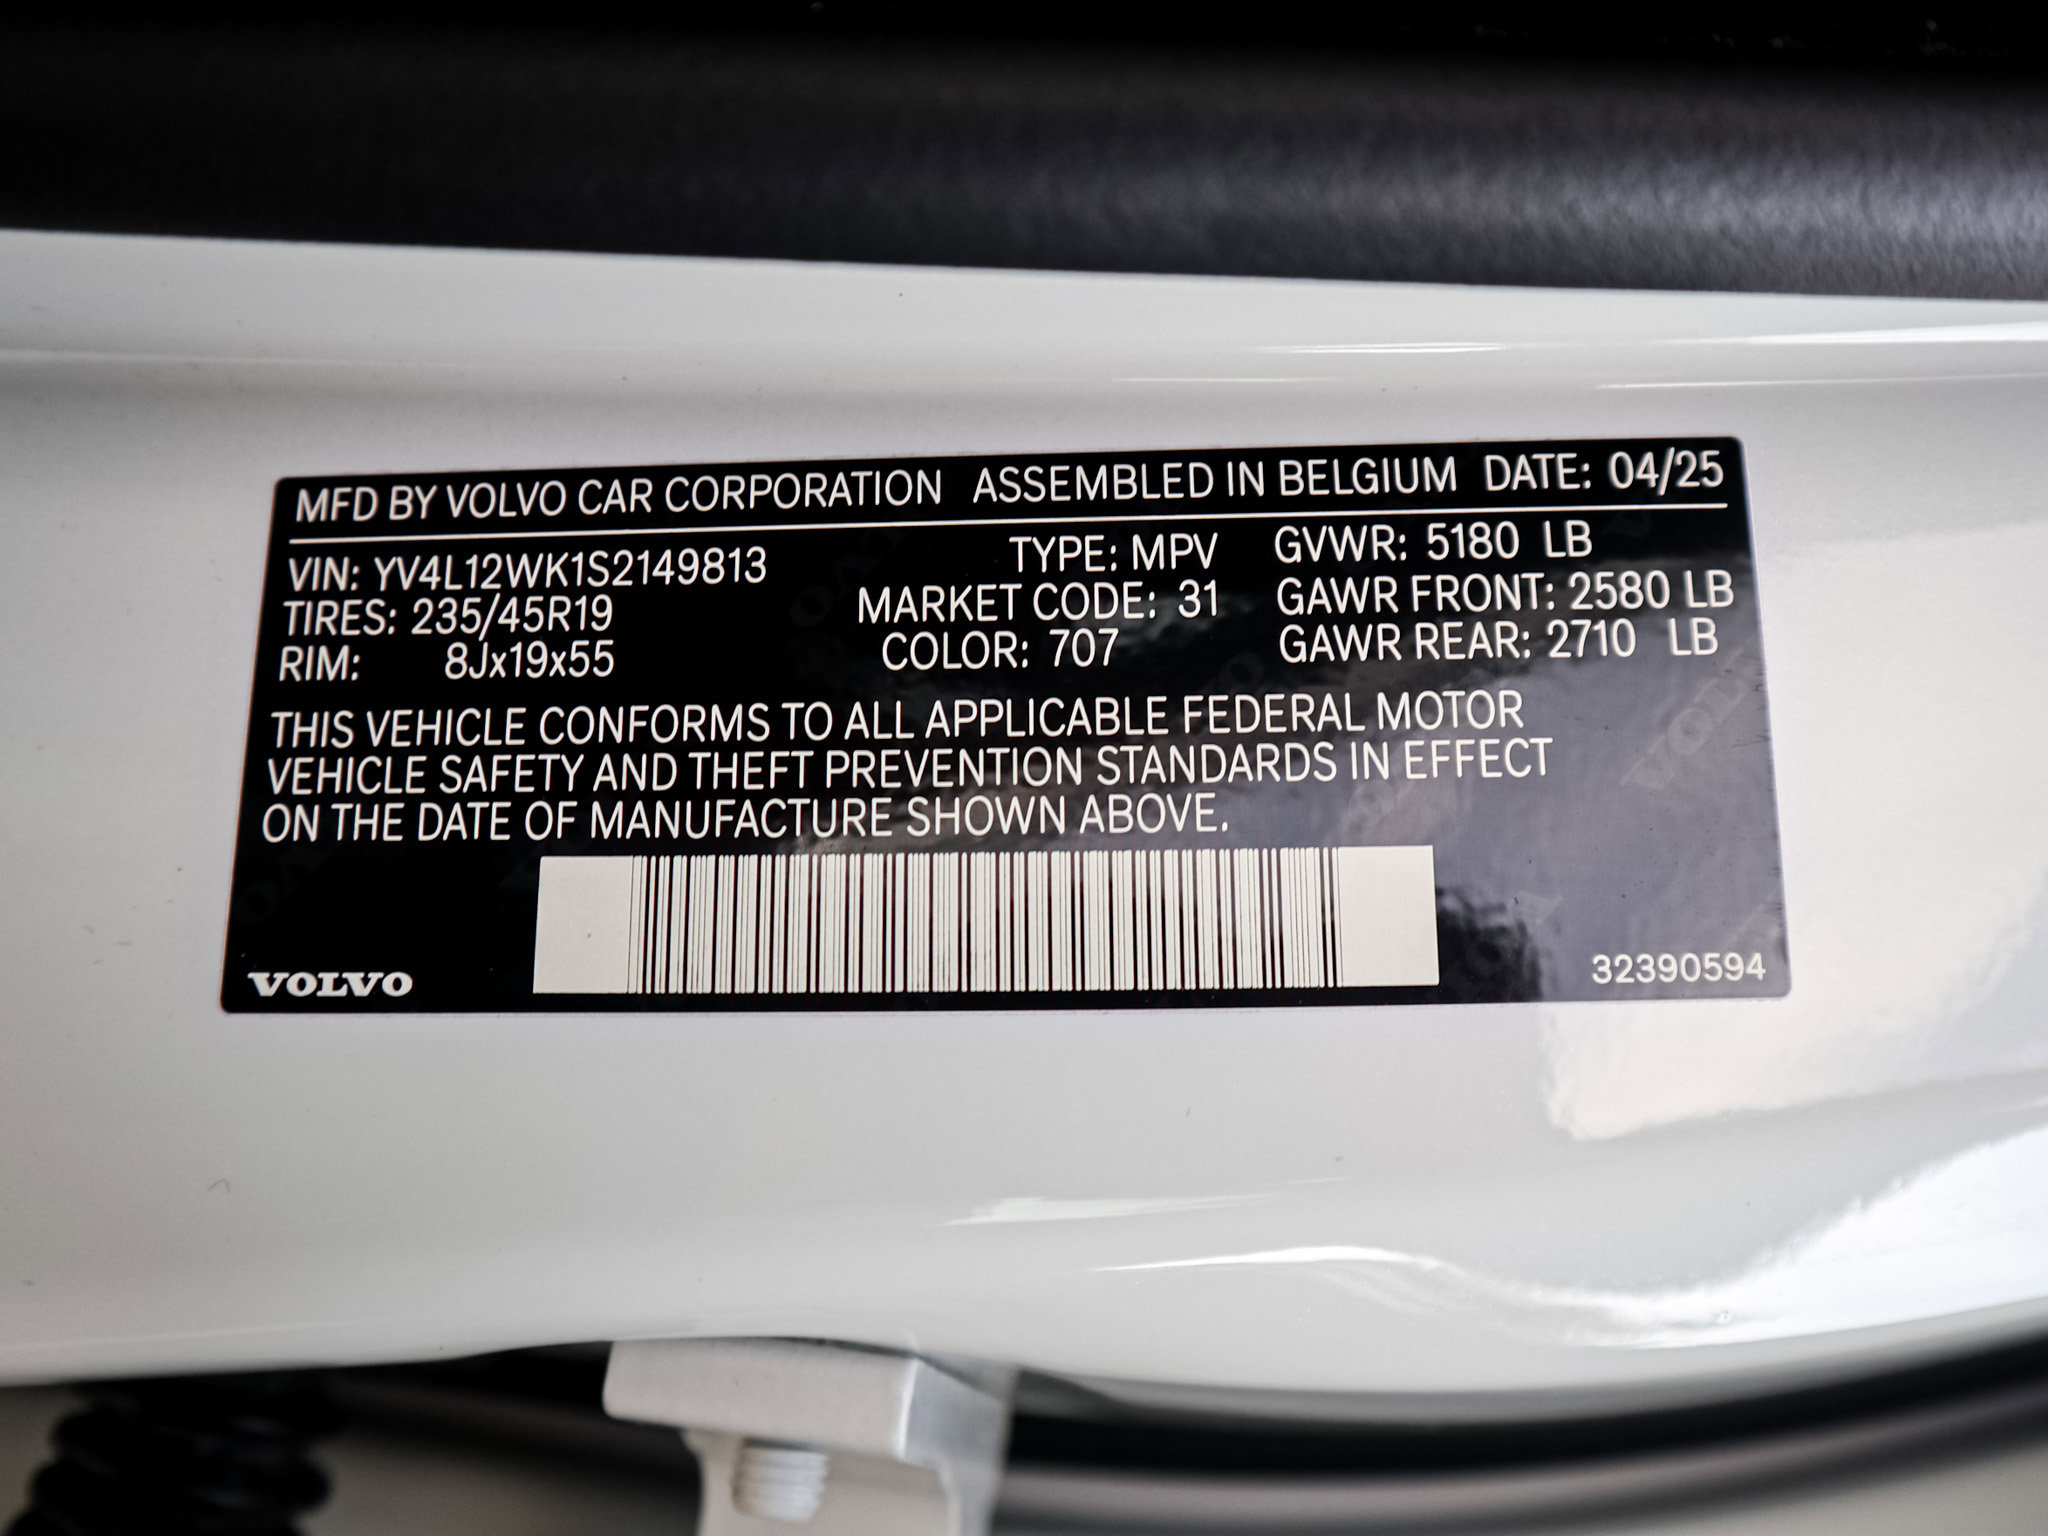 MFD BY VOLVO CAR CORPORATION ASSEMBLED IN BELGIUM DATE: 04/25
VIN: YV4L12WK1S2149813 TYPE: MPV GVWR: 5180 LB
TIRES: 235/45R19 MARKET CODE: 31 GAWR FRONT: 2580 LB
RIM: 8Jx19x55 COLOR: 707 GAWR REAR: 2710 LB
THIS VEHICLE CONFORMS TO ALL APPLICABLE FEDERAL MOTOR
VEHICLE SAFETY AND THEFT PREVENTION STANDARDS IN EFFECT
ON THE DATE OF MANUFACTURE SHOWN ABOVE.
VOLVO 32390594